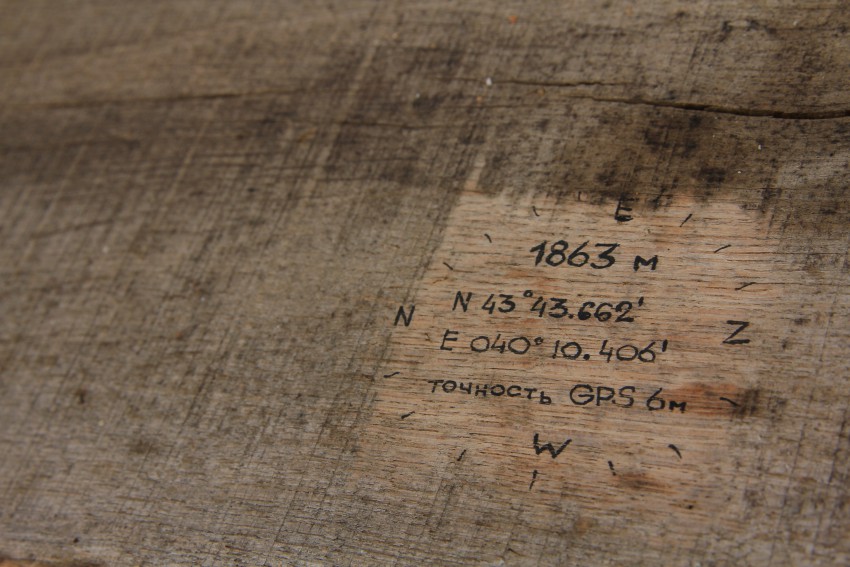 E
1863 м
N 43°43.662'
N Z
E 040°10.406'
точность GPS 6м
W